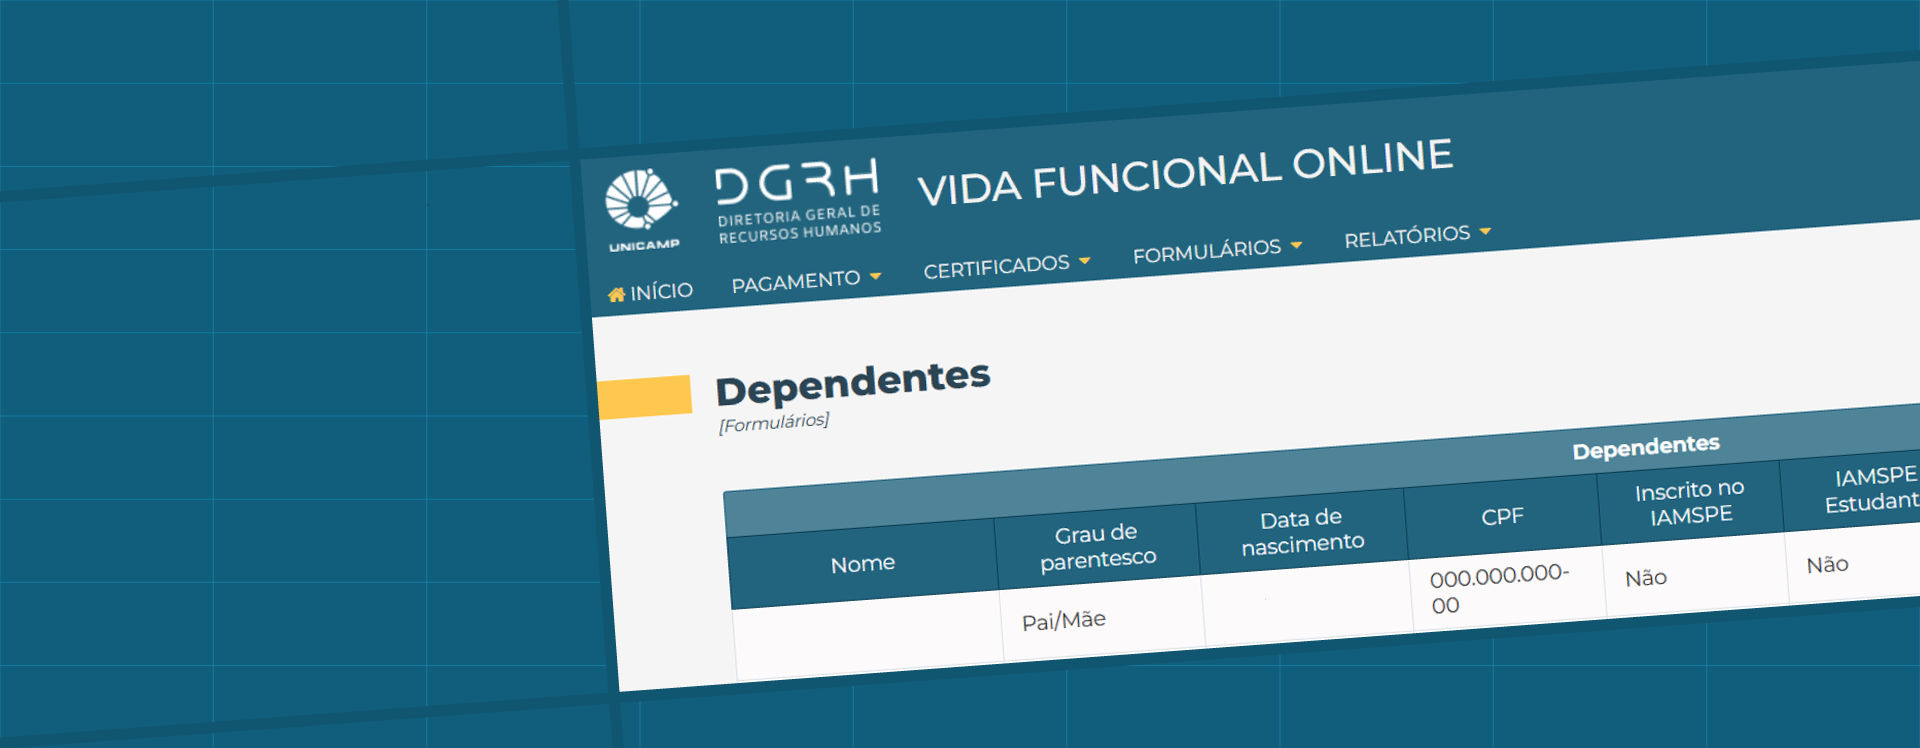 UNICAMP
DGRH
DIRETORIA GERAL DE
RECURSOS HUMANOS
VIDA FUNCIONAL ONLINE
INÍCIO
PAGAMENTO
CERTIFICADOS
FORMULÁRIOS
RELATÓRIOS
Dependentes
[Formulários]
Dependentes
Nome
Grau de
parentesco
Data de
nascimento
CPF
Inscrito no
IAMSPE
IAMSPE
Estudant
Pai/Mãe
000.000.000-
00
Não
Não